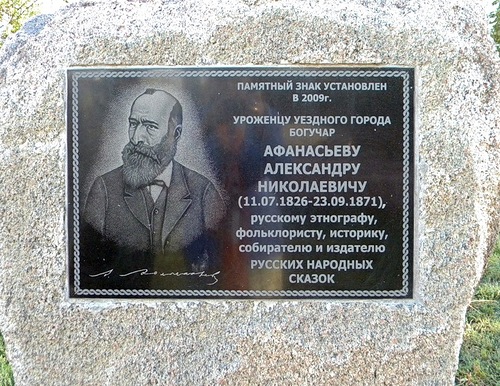 ПАМЯТНЫЙ ЗНАК УСТАНОВЛЕН
В 2009г.
УРОЖЕНЦУ УЕЗДНОГО ГОРОДА
БОГУЧАР
АФАНАСЬЕВУ
АЛЕКСАНДРУ
НИКОЛАЕВИЧУ
(11.07.1826-23.09.1871),
русскому этнографу,
фольклористу, историку,
собирателю и издателю
РУССКИХ НАРОДНЫХ
СКАЗОК